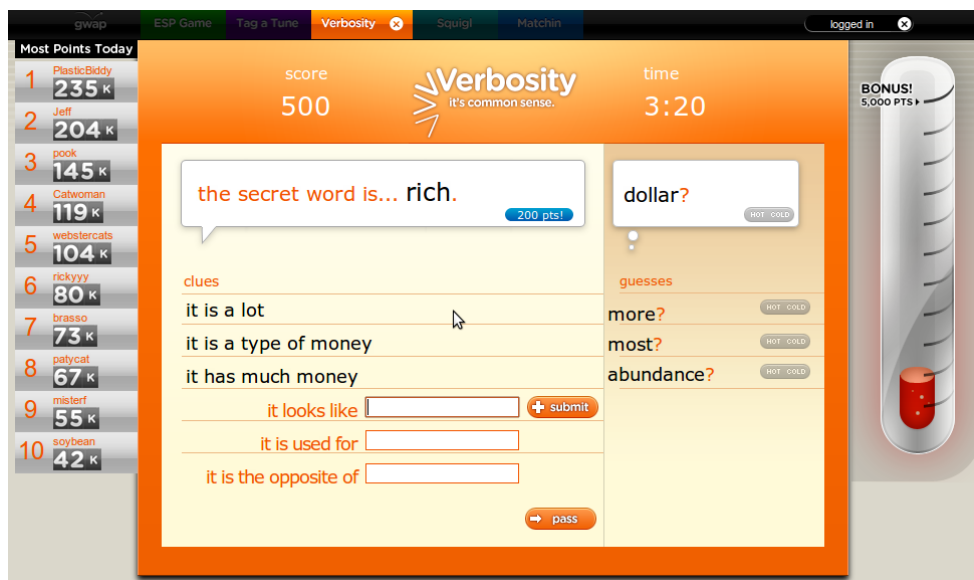 gwap ESP Game Tag a Tune Verbosity Squigl Matchin logged in
Most Points Today
1 PlasticBiddy 235 K
2 Jeff 204 K
3 pook 145 K
4 Catwoman 119 K
5 webstercats 104 K
6 rickyyy 80 K
7 brasso 73 K
8 patycat 67 K
9 misterf 55 K
10 soybean 42 K
score
500
Verbosity
it's common sense.
time
3:20
the secret word is... rich.
200 pts!
clues
it is a lot
it is a type of money
it has much money
it looks like submit
it is used for
it is the opposite of
pass
dollar?
HOT COLD
guesses
more? HOT COLD
most? HOT COLD
abundance? HOT COLD
BONUS!
5,000 PTS